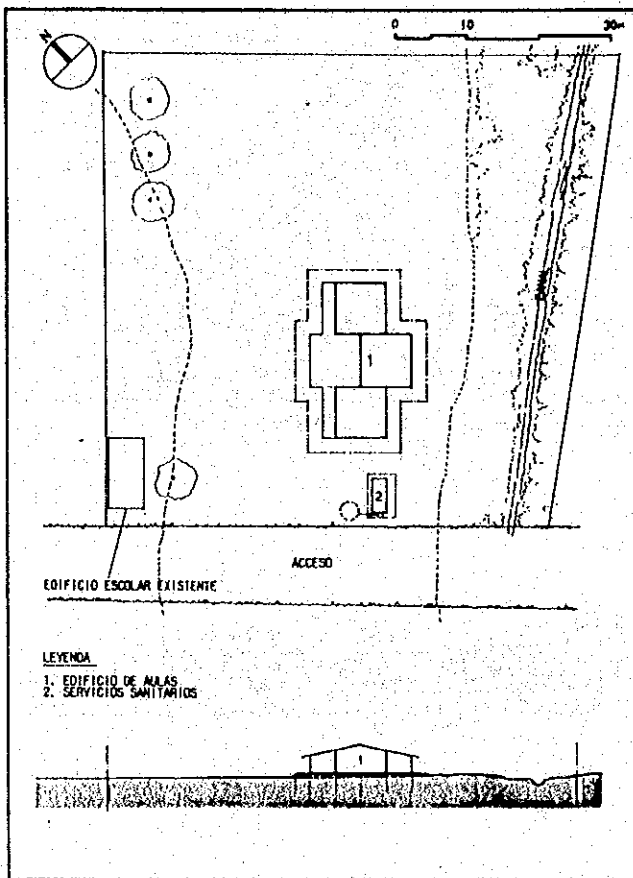 N
0 10 30m
1
2
ACCESO
EDIFICIO ESCOLAR EXISTENTE
LEYENDA
1. EDIFICIO DE AULAS
2. SERVICIOS SANITARIOS
1